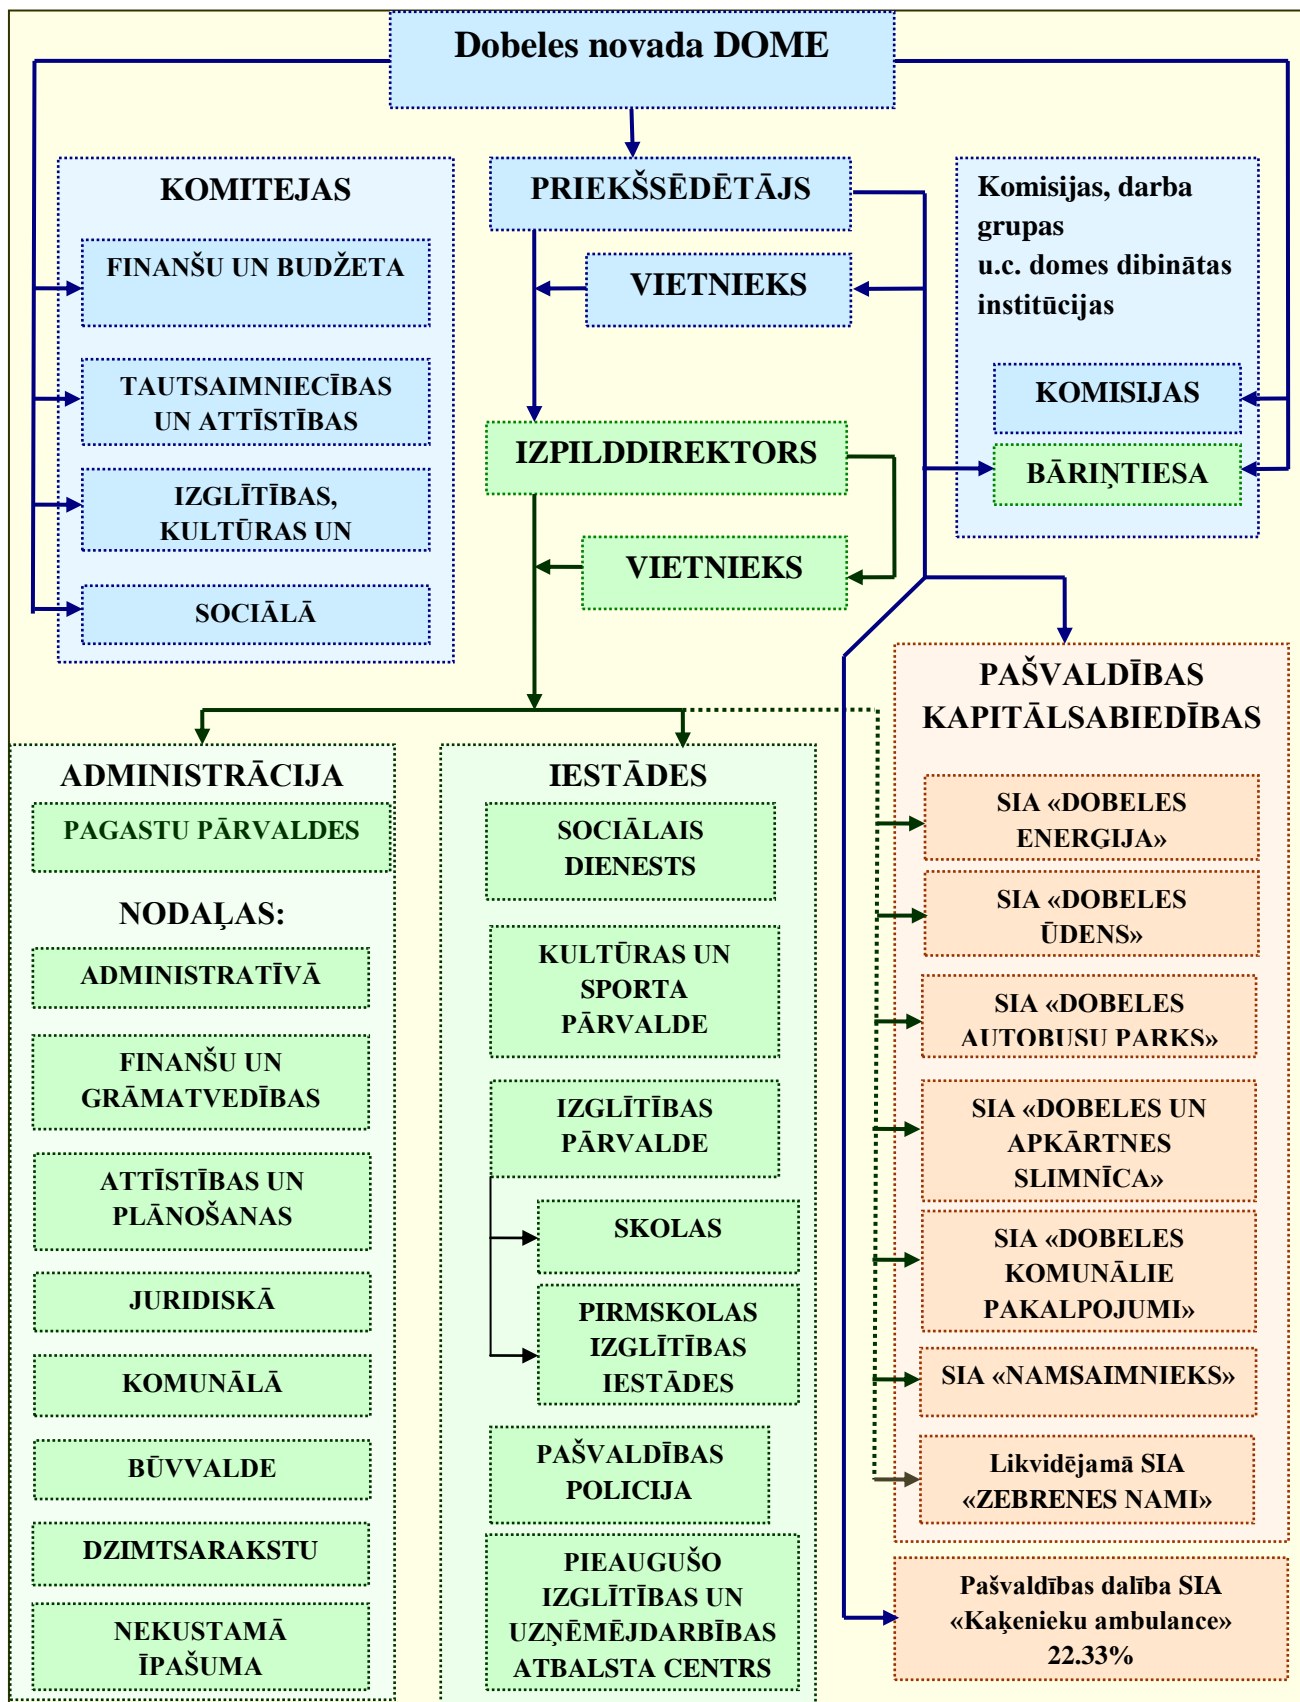 Dobeles novada DOME
KOMITEJAS
FINANŠU UN BUDŽETA
TAUTSAIMNIECĪBAS
UN ATTĪSTĪBAS
IZGLĪTĪBAS,
KULTŪRAS UN
SOCIĀLĀ
PRIEKŠSĒDĒTĀJS
VIETNIEKS
IZPILDDIREKTORS
VIETNIEKS
Komisijas, darba
grupas
u.c. domes dibinātas
institūcijas
KOMISIJAS
BĀRIŅTIESA
ADMINISTRĀCIJA
PAGASTU PĀRVALDES
NODAĻAS:
ADMINISTRATĪVĀ
FINANŠU UN
GRĀMATVEDĪBAS
ATTĪSTĪBAS UN
PLĀNOŠANAS
JURIDISKĀ
KOMUNĀLĀ
BŪVVALDE
DZIMTSARAKSTU
NEKUSTAMĀ
ĪPAŠUMA
IESTĀDES
SOCIĀLAIS
DIENESTS
KULTŪRAS UN
SPORTA
PĀRVALDE
IZGLĪTĪBAS
PĀRVALDE
SKOLAS
PIRMSKOLAS
IZGLĪTĪBAS
IESTĀDES
PAŠVALDĪBAS
POLICIJA
PIEAUGUŠO
IZGLĪTĪBAS UN
UZŅĒMĒJDARBĪBAS
ATBALSTA CENTRS
PAŠVALDĪBAS
KAPITĀLSABIEDĪBAS
SIA «DOBELES
ENERĢIJA»
SIA «DOBELES
ŪDENS»
SIA «DOBELES
AUTOBUSU PARKS»
SIA «DOBELES UN
APKĀRTNES
SLIMNĪCA»
SIA «DOBELES
KOMUNĀLIE
PAKALPOJUMI»
SIA «NAMSAIMNIEKS»
Likvidējamā SIA
«ZEBRENES NAMI»
Pašvaldības dalība SIA
«Kaķenieku ambulance»
22.33%